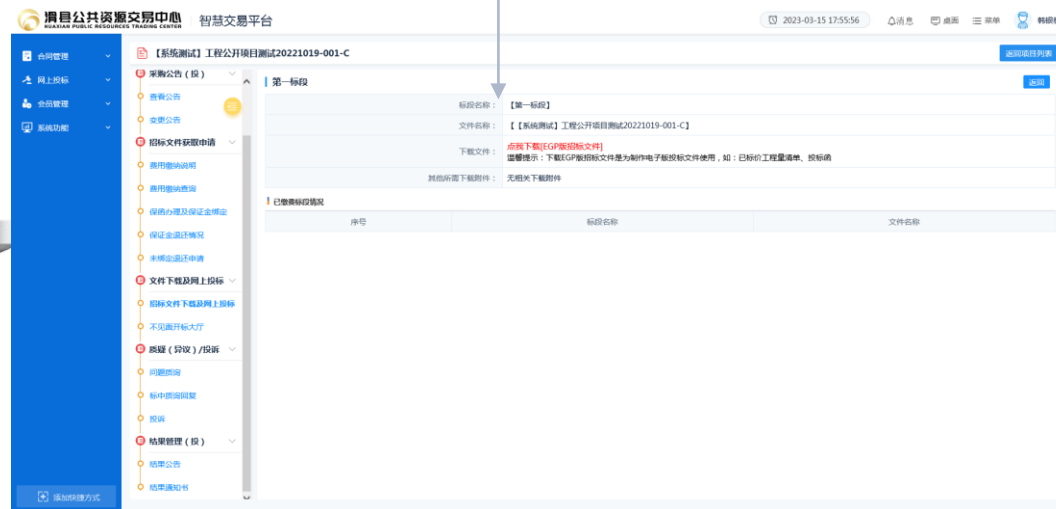 滑县公共资源交易中心
HUAXIAN PUBLIC RESOURCES TRADING CENTER
智慧交易平台
2023-03-15 17:55:56
消息
桌面
菜单
合同管理
网上投标
会员管理
系统功能
添加快捷方式
【系统测试】工程公开项目测试20221019-001-C
返回项目列表
采购公告(投)
查看公告
变更公告
招标文件获取申请
费用缴纳说明
费用缴纳查询
保函办理及保证金绑定
保证金退还情况
未绑定退还申请
文件下载及网上投标
招标文件下载及网上投标
不见面开标大厅
质疑(异议)/投诉
问题质询
标中质询回复
投诉
结果管理(投)
结果公告
结果通知书
第一标段
返回
标段名称: 【第一标段】
文件名称: 【【系统测试】工程公开项目测试20221019-001-C】
下载文件: 点我下载[EGP版招标文件]
温馨提示:下载EGP版招标文件是为制作电子版投标文件使用,如:已标价工程量清单、投标函
其他所需下载附件: 无相关下载附件
已缴费标段情况
序号 标段名称 文件名称